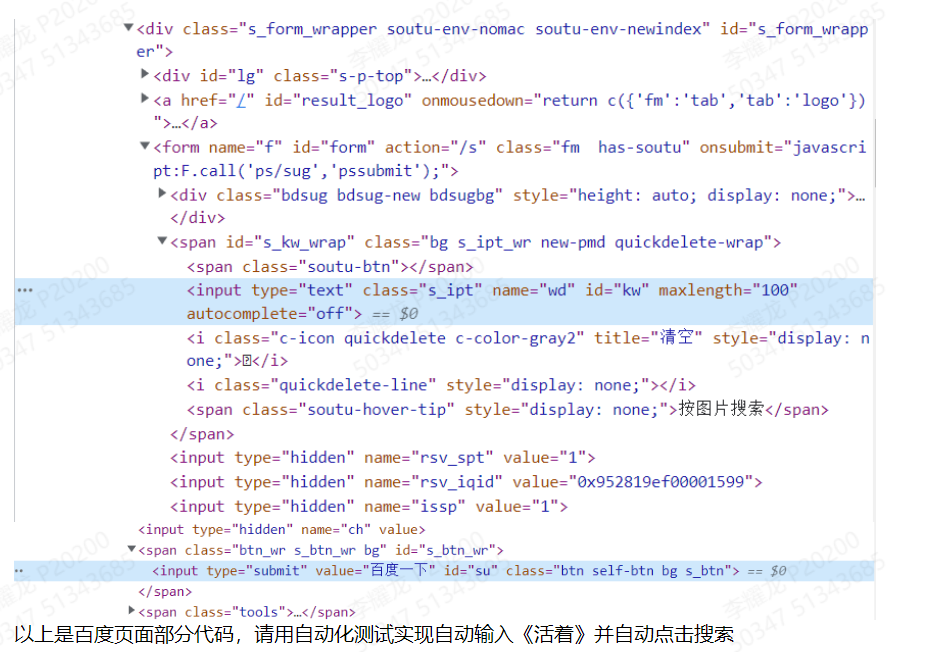 ▼<div class="s_form_wrapper soutu-env-nomac soutu-env-newindex" id="s_form_wrapp
er">
▶<div id="lg" class="s-p-top">…</div>
▶<a href="/" id="result_logo" onmousedown="return c({'fm':'tab','tab':'logo'})
">…</a>
▼<form name="f" id="form" action="/s" class="fm  has-soutu" onsubmit="javascri
pt:F.call('ps/sug','pssubmit');">
▶<div class="bdsug bdsug-new bdsugbg" style="height: auto; display: none;">…
</div>
▼<span id="s_kw_wrap" class="bg s_ipt_wr new-pmd quickdelete-wrap">
<span class="soutu-btn"></span>
<input type="text" class="s_ipt" name="wd" id="kw" maxlength="100"
autocomplete="off"> == $0
<i class="c-icon quickdelete c-color-gray2" title="清空" style="display: n
one;"></i>
<i class="quickdelete-line" style="display: none;"></i>
<span class="soutu-hover-tip" style="display: none;">按图片搜索</span>
</span>
<input type="hidden" name="rsv_spt" value="1">
<input type="hidden" name="rsv_iqid" value="0x952819ef00001599">
<input type="hidden" name="issp" value="1">
<input type="hidden" name="ch" value>
▼<span class="btn_wr s_btn_wr bg" id="s_btn_wr">
<input type="submit" value="百度一下" id="su" class="btn self-btn bg s_btn"> == $0
</span>
▶<span class="tools">…</span>
以上是百度页面部分代码，请用自动化测试实现自动输入《活着》并自动点击搜索